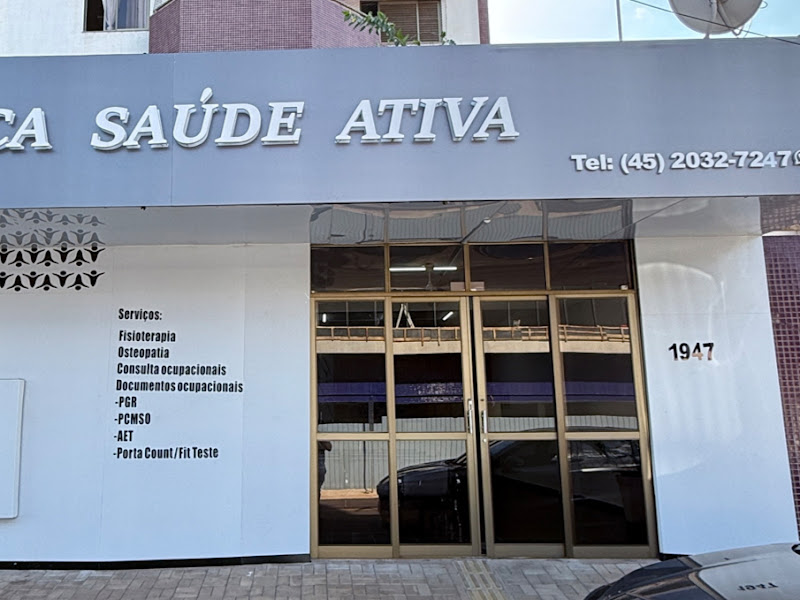 CA SAÚDE ATIVA
Tel: (45) 2032-7247
Serviços:
Fisioterapia
Osteopatia
Consulta ocupacionais
Documentos ocupacionais
-PGR
-PCMSO
-AET
-Porta Count/Fit Teste
1947